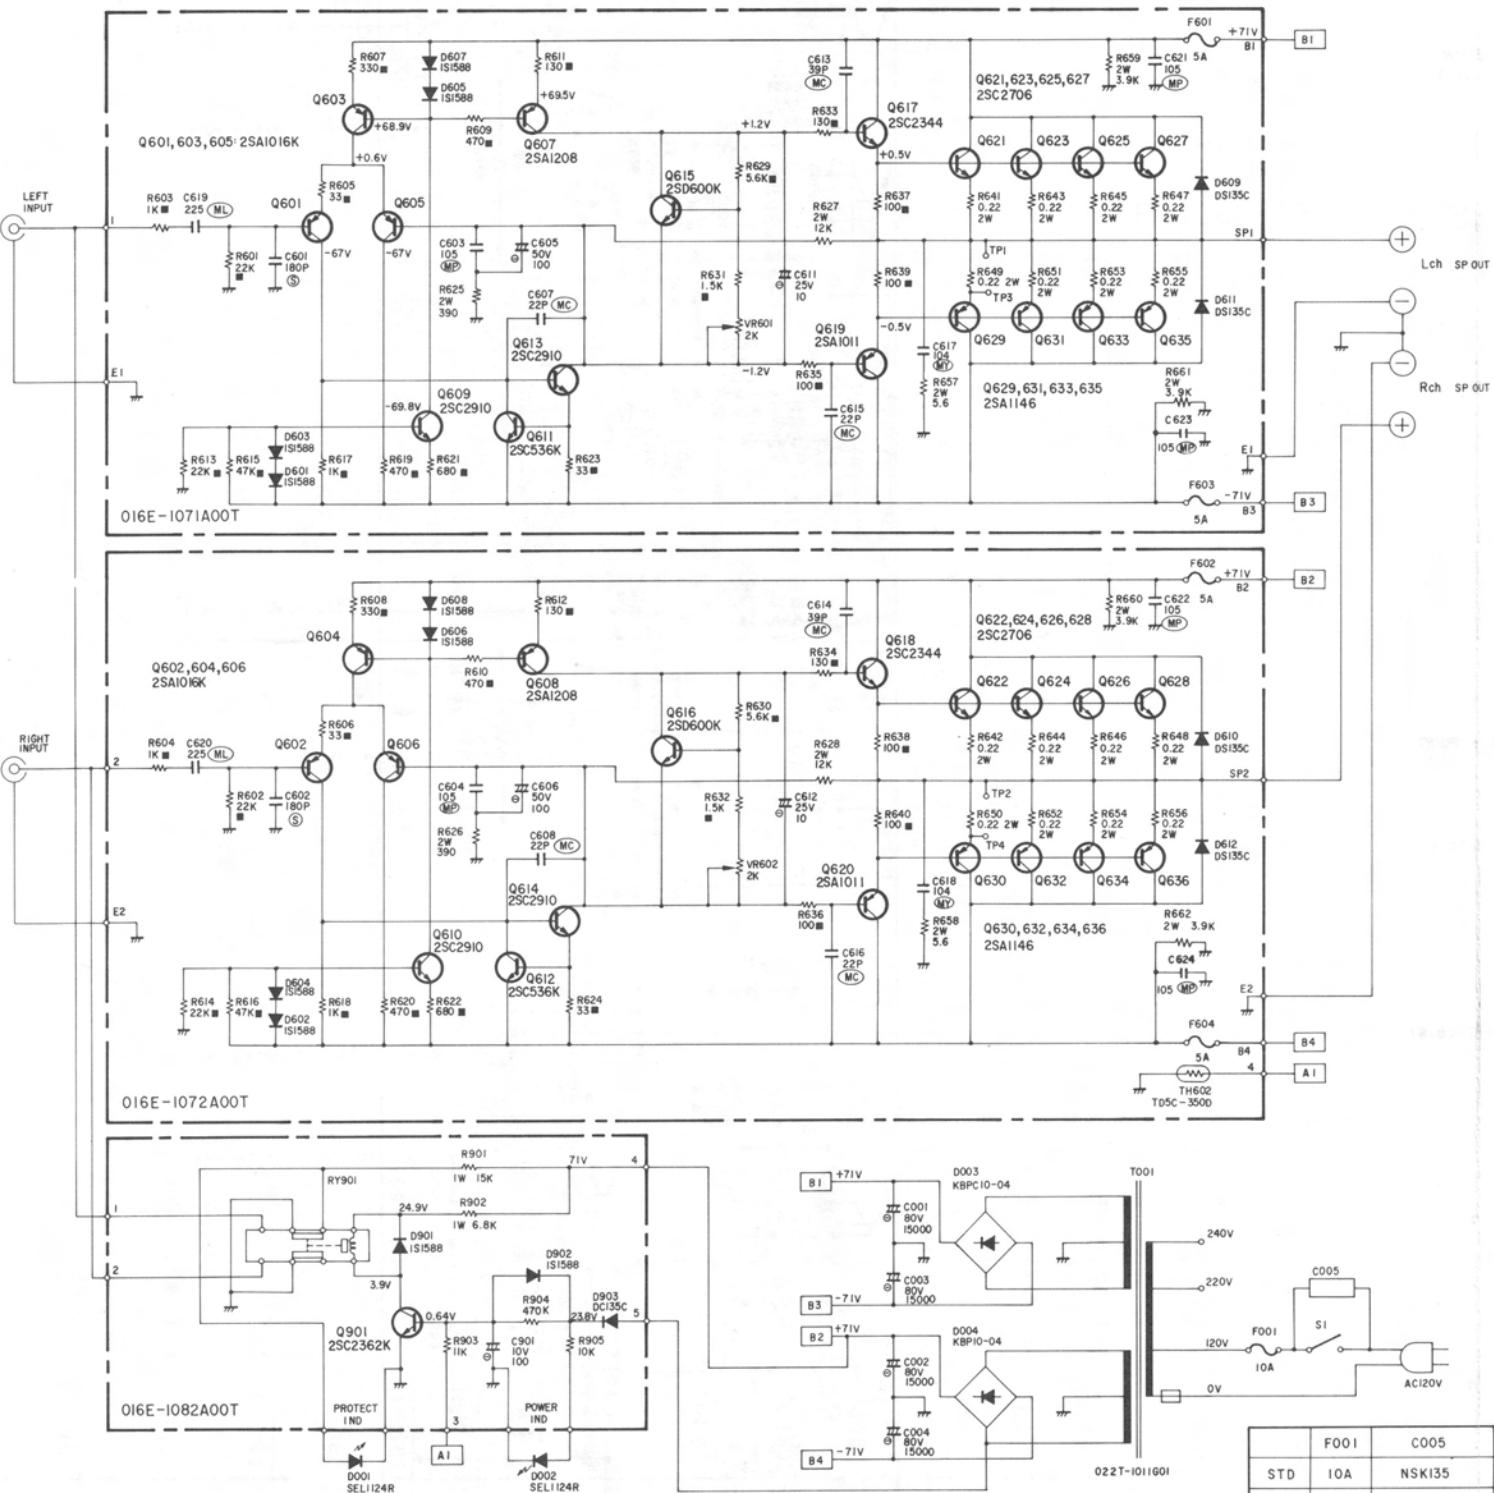 F601
+71V
B1
B1
5A
R607
330■
D607
IS1588
D605
IS1588
R611
130■
C613
39P
MC
R659
2W
3.9K
C621
105
MP
Q621,623,625,627
2SC2706
+69.5V
Q603
+68.9V
R609
470■
Q607
2SA1208
+1.2V
R633
130■
Q617
2SC2344
Q601,603,605:2SA1016K
+0.6V
+0.5V
Q621
Q623
Q625
Q627
LEFT
INPUT
R603
1K■
C619
225
ML
R605
33■
Q601
Q605
Q615
2SD600K
R629
5.6K■
R627
2W
12K
R637
100■
R641
0.22
2W
R643
0.22
2W
R645
0.22
2W
R647
0.22
2W
D609
DS135C
1
-67V
-67V
SP1
R601
22K
■
C601
180P
S
C603
105
MP
C605
50V
100
R625
2W
390
C607
22P
MC
R631
1.5K
■
C611
25V
10
R639
100■
TP1
R649
0.22 2W
TP3
R651
0.22
2W
R653
0.22
2W
R655
0.22
2W
D611
DS135C
Lch SP OUT
Q613
2SC2910
VR601
2K
Q619
2SA1011
-0.5V
Q629
Q631
Q633
Q635
C617
104
MY
R657
2W
5.6
-1.2V
R635
100■
C615
22P
MC
Q629,631,633,635
2SA1146
R661
2W
3.9K
C623
105
MP
Rch SP OUT
E1
-69.8V
Q609
2SC2910
Q611
2SC536K
D603
IS1588
D601
IS1588
R613
22K■
R615
47K■
R617
1K■
R619
470■
R621
680■
R623
33■
E1
F603
-71V
B3
B3
5A
016E-1071A00T
F602
+71V
B2
B2
5A
R608
330■
D608
IS1588
D606
IS1588
R612
130■
C614
39P
MC
R660
2W
3.9K
C622
105
MP
Q622,624,626,628
2SC2706
Q604
R610
470■
Q608
2SA1208
R634
130■
Q618
2SC2344
Q602,604,606
2SA1016K
Q622
Q624
Q626
Q628
RIGHT
INPUT
R604
1K■
C620
225
ML
R606
33■
Q602
Q606
Q616
2SD600K
R630
5.6K■
R628
2W
12K
R638
100■
R642
0.22
2W
R644
0.22
2W
R646
0.22
2W
R648
0.22
2W
D610
DS135C
2
SP2
R602
22K
■
C602
180P
S
C604
105
MP
C606
50V
100
R626
2W
390
C608
22P
MC
R632
1.5K
■
C612
25V
10
R640
100■
TP2
R650
0.22 2W
TP4
R652
0.22
2W
R654
0.22
2W
R656
0.22
2W
D612
DS135C
Q614
2SC2910
VR602
2K
Q620
2SA1011
Q630
Q632
Q634
Q636
C618
104
MY
R658
2W
5.6
R636
100■
C616
22P
MC
Q630,632,634,636
2SA1146
R662
2W 3.9K
C624
105
MP
E2
Q610
2SC2910
Q612
2SC536K
D604
IS1588
D602
IS1588
R614
22K■
R616
47K■
R618
1K■
R620
470■
R622
680■
R624
33■
E2
F604
5A
B4
B4
4
A1
TH602
TD5C-350D
016E-1072A00T
R901
1W 15K
71V
4
RY901
R902
1W 6.8K
24.9V
1
D901
IS1588
2
3.9V
D902
IS1588
R904
470K
D903
DC135C
23.8V
5
0.64V
Q901
2SC2362K
R903
11K
C901
10V
100
R905
10K
016E-1082A00T
PROTECT
IND
3
POWER
IND
A1
D001
SEL1124R
D002
SEL1124R
B1
+71V
D003
KBPC10-04
T001
C001
80V
15000
C003
80V
15000
B3
-71V
B2
+71V
D004
KBP10-04
C002
80V
15000
C004
80V
15000
B4
-71V
240V
220V
C005
120V
F001
10A
S1
0V
AC120V
022T-1011G01
F001
C005
STD
10A
NSK135